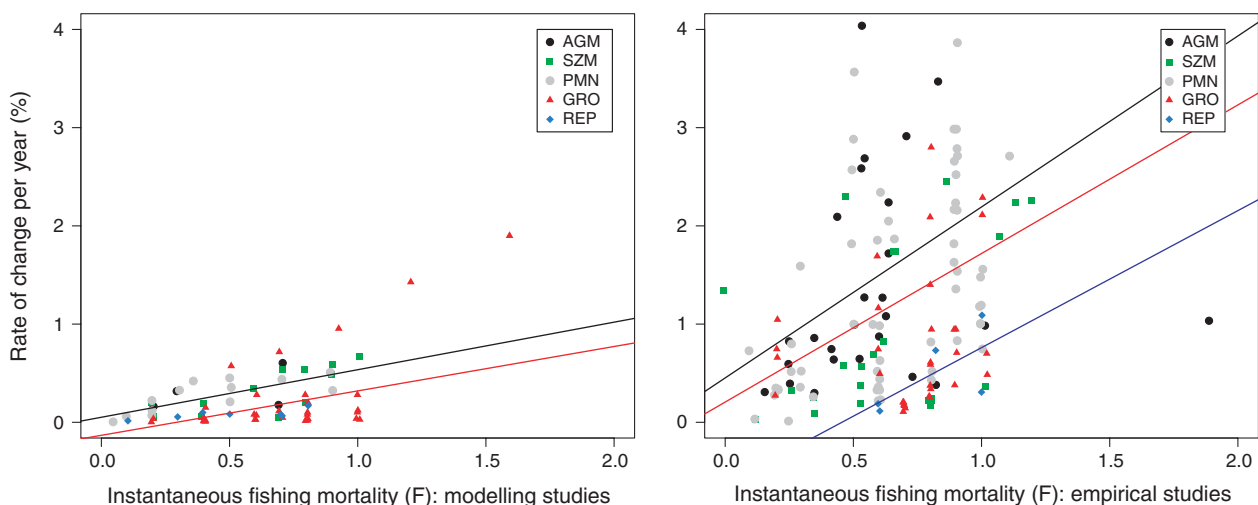 Rate of change per year (%)
4
3
2
1
0
0.0 0.5 1.0 1.5 2.0
AGM
SZM
PMN
GRO
REP
Instantaneous fishing mortality (F): modelling studies
4
3
2
1
0
0.0 0.5 1.0 1.5 2.0
AGM
SZM
PMN
GRO
REP
Instantaneous fishing mortality (F): empirical studies